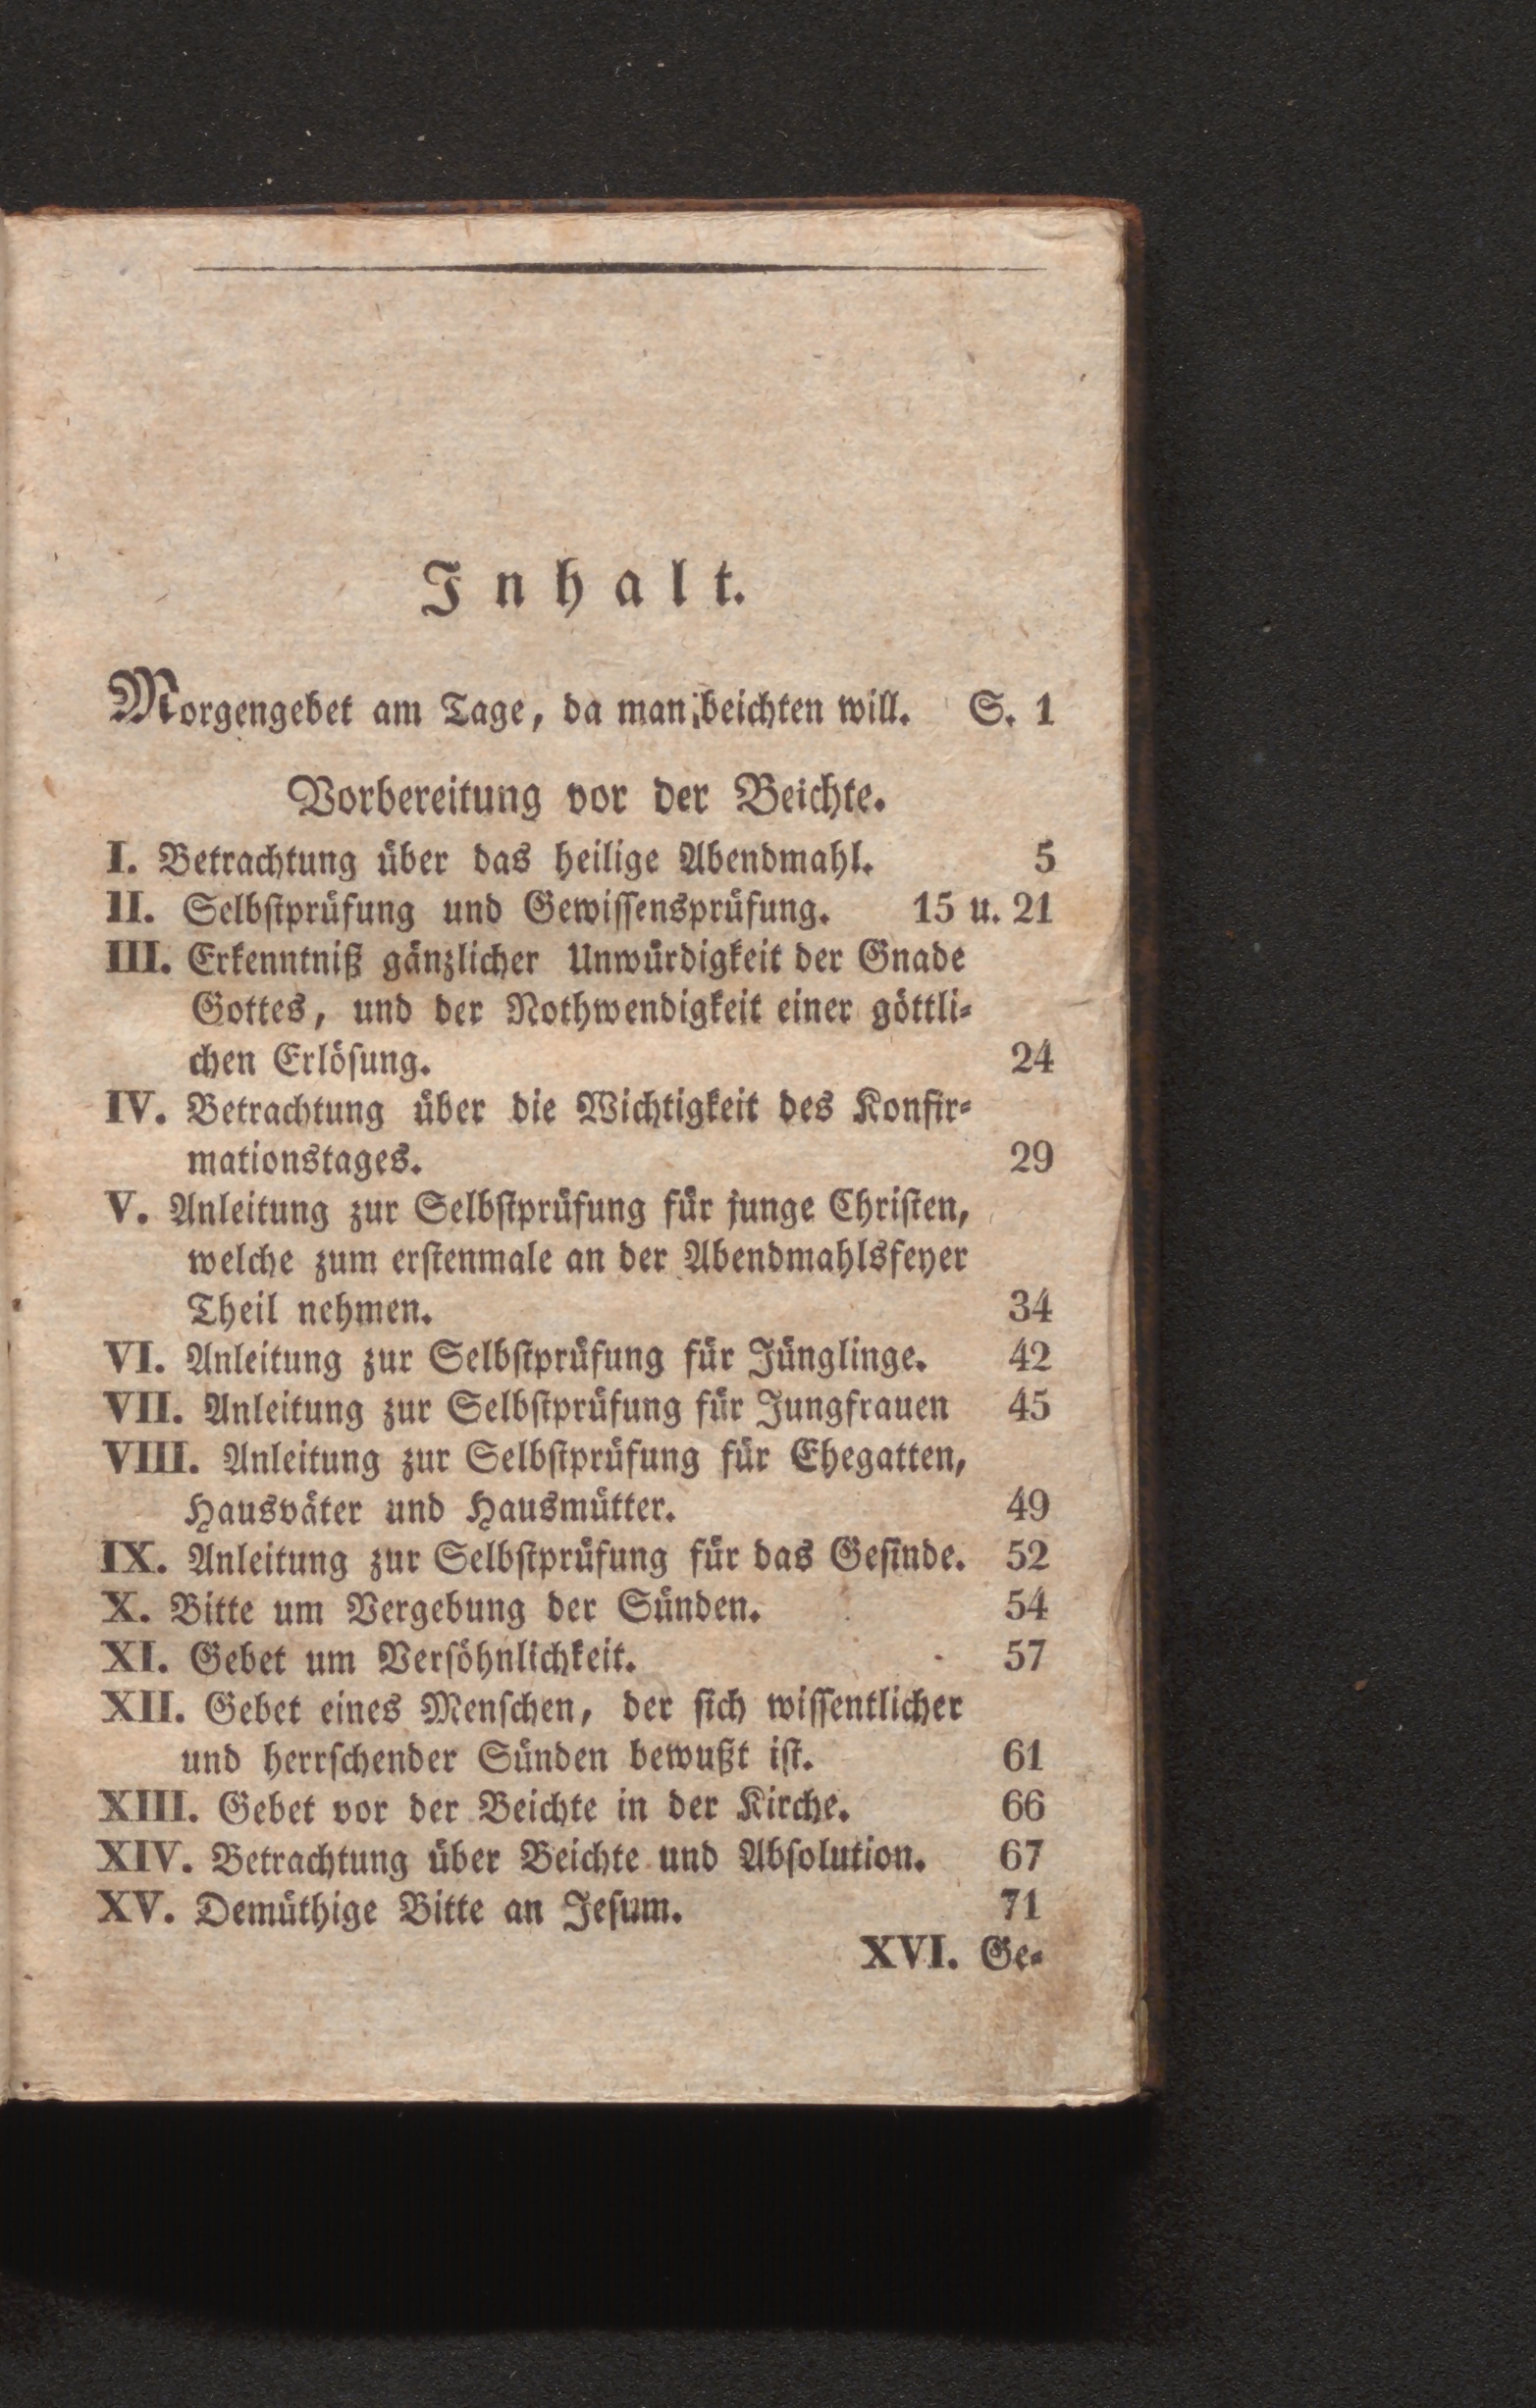 Inhalt.
Morgengebet am Tage, da man beichten will. S. 1
Vorbereitung vor der Beichte.
I. Betrachtung über das heilige Abendmahl. 5
II. Selbstprüfung und Gewissensprüfung. 15 u. 21
III. Erkenntniß gänzlicher Unwürdigkeit der Gnade
Gottes, und der Nothwendigkeit einer göttli-
chen Erlösung. 24
IV. Betrachtung über die Wichtigkeit des Konfir-
mationstages. 29
V. Anleitung zur Selbstprüfung für junge Christen,
welche zum erstenmale an der Abendmahlsfeyer
Theil nehmen. 34
VI. Anleitung zur Selbstprüfung für Jünglinge. 42
VII. Anleitung zur Selbstprüfung für Jungfrauen 45
VIII. Anleitung zur Selbstprüfung für Ehegatten,
Hausväter und Hausmütter. 49
IX. Anleitung zur Selbstprüfung für das Gesinde. 52
X. Bitte um Vergebung der Sünden. 54
XI. Gebet um Versöhnlichkeit. 57
XII. Gebet eines Menschen, der sich wissentlicher
und herrschender Sünden bewußt ist. 61
XIII. Gebet vor der Beichte in der Kirche. 66
XIV. Betrachtung über Beichte und Absolution. 67
XV. Demüthige Bitte an Jesum. 71
XVI. Ge-